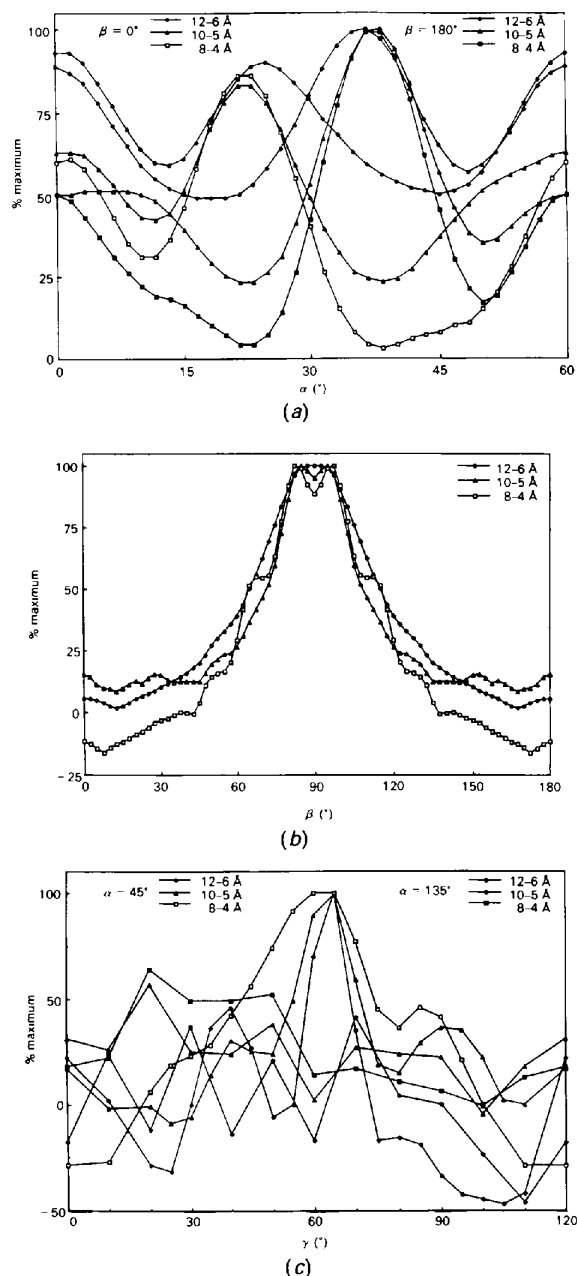 β = 0°
12–6 Å
10–5 Å
8–4 Å
β = 180°
12–6 Å
10–5 Å
8–4 Å
100
75
50
25
0
% maximum
0
15
30
45
60
α (°)
(a)
12–6 Å
10–5 Å
8–4 Å
100
75
50
25
0
−25
% maximum
0
30
60
90
120
150
180
β (°)
(b)
α = 45°
12–6 Å
10–5 Å
8–4 Å
α = 135°
12–6 Å
10–5 Å
8–4 Å
100
50
0
−50
% maximum
0
30
60
90
120
γ (°)
(c)